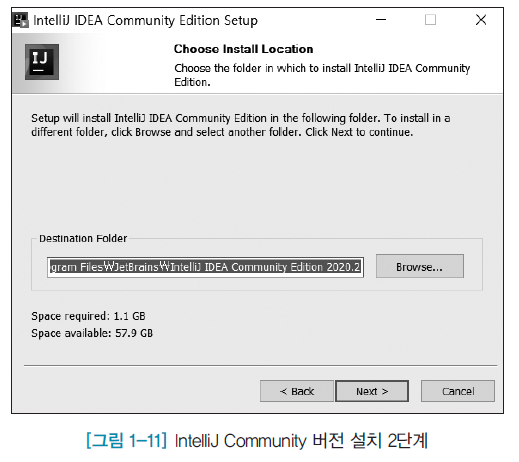 IntelliJ IDEA Community Edition Setup
IJ
Choose Install Location
Choose the folder in which to install IntelliJ IDEA Community
Edition.
Setup will install IntelliJ IDEA Community Edition in the following folder. To install in a
different folder, click Browse and select another folder. Click Next to continue.
Destination Folder
gram Files₩JetBrains₩IntelliJ IDEA Community Edition 2020.2
Browse...
Space required: 1.1 GB
Space available: 57.9 GB
< Back Next > Cancel
[그림 1-11] IntelliJ Community 버전 설치 2단계